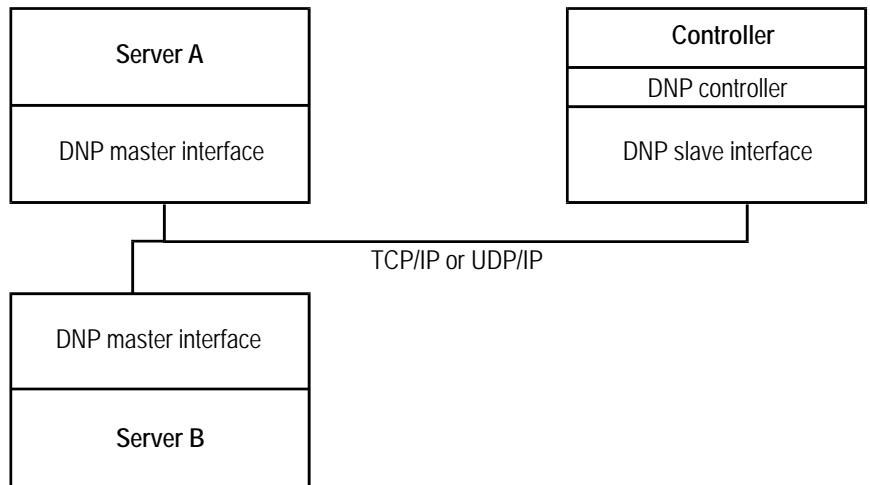 Server A
DNP master interface
Controller
DNP controller
DNP slave interface
TCP/IP or UDP/IP
DNP master interface
Server B